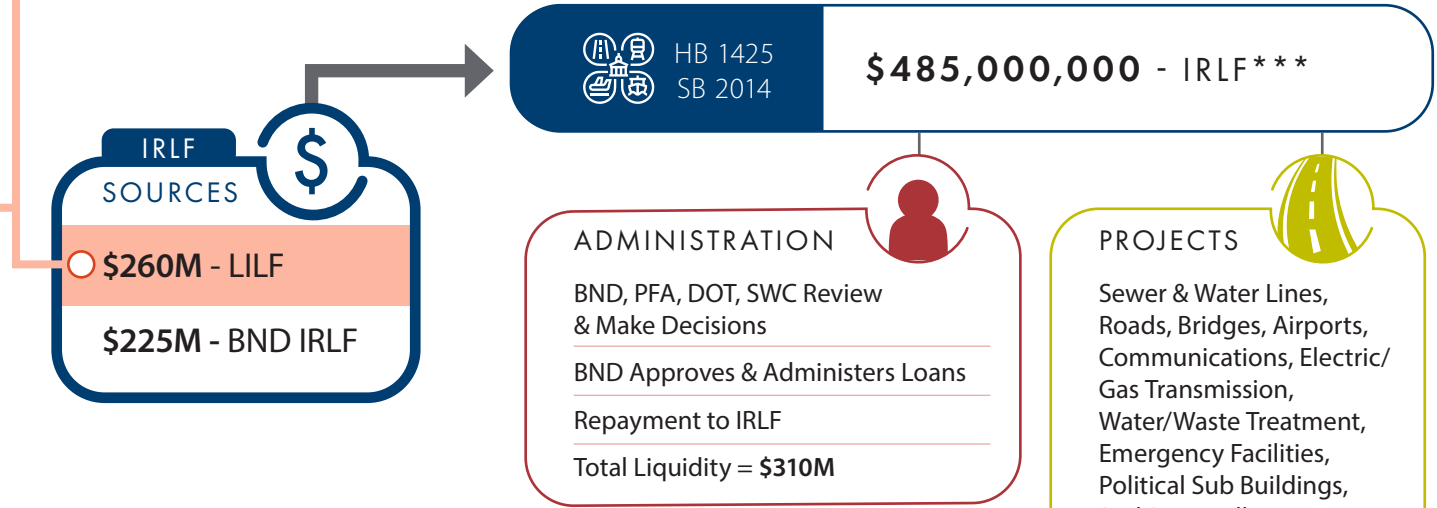 HB 1425
SB 2014
$485,000,000 - IRLF***
IRLF
SOURCES
$
$260M - LILF
$225M - BND IRLF
ADMINISTRATION
BND, PFA, DOT, SWC Review
& Make Decisions
BND Approves & Administers Loans
Repayment to IRLF
Total Liquidity = $310M
PROJECTS
Sewer & Water Lines,
Roads, Bridges, Airports,
Communications, Electric/
Gas Transmission,
Water/Waste Treatment,
Emergency Facilities,
Political Sub Buildings,